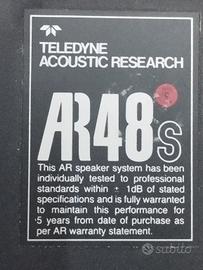 TELEDYNE
ACOUSTIC RESEARCH
AR48s
This AR speaker system has been
individually tested to professional
standards within ± 1dB of stated
specifications and is fully warranted
to maintain this performance for
5 years from date of purchase as
per AR warranty statement.
subito